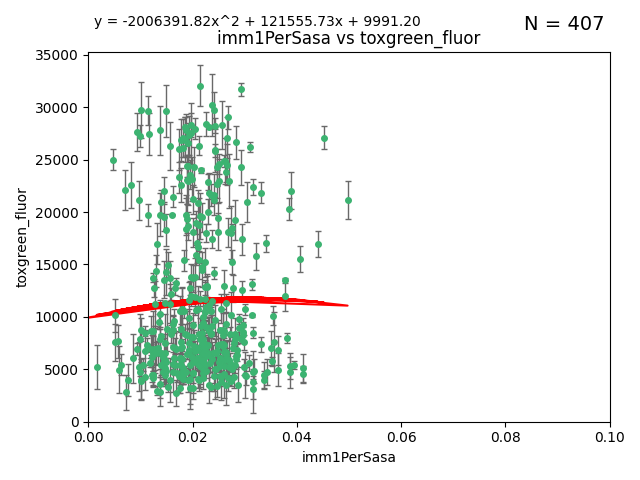 y = -2006391.82x^2 + 121555.73x + 9991.20
N = 407
imm1PerSasa vs toxgreen_fluor
35000
30000
25000
20000
15000
10000
5000
0
toxgreen_fluor
0.00 0.02 0.04 0.06 0.08 0.10
imm1PerSasa